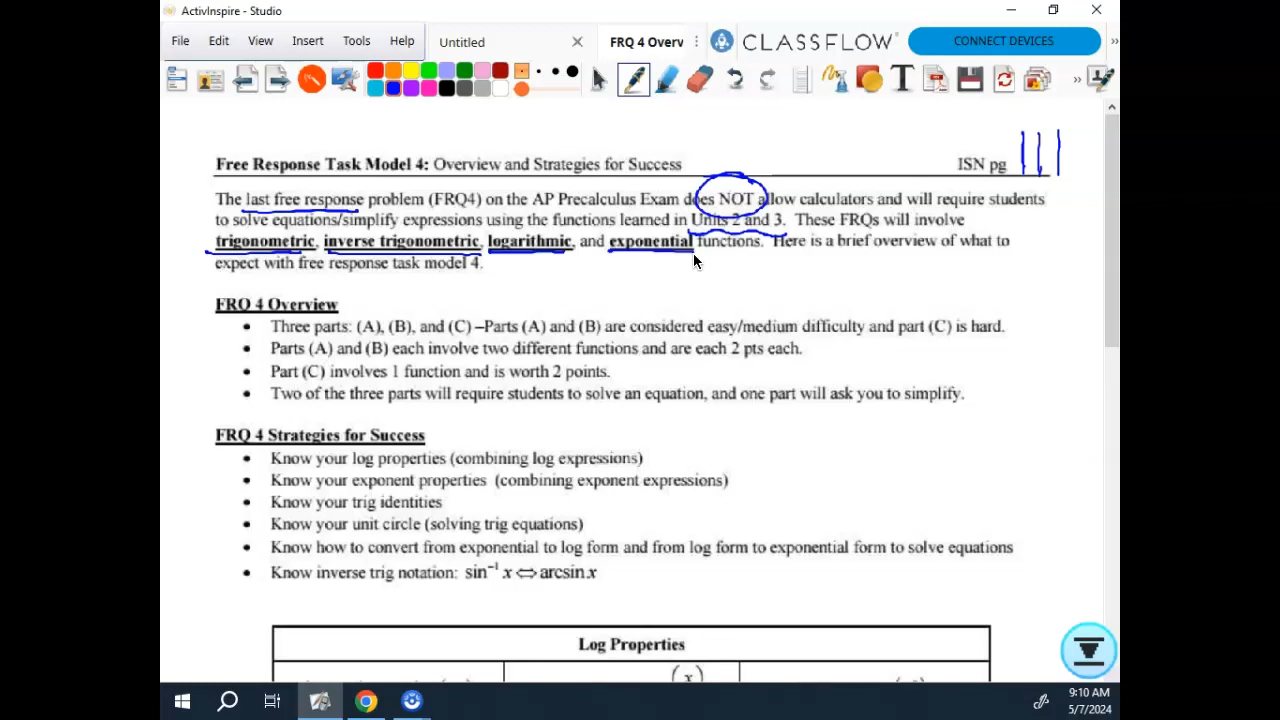 ActivInspire - Studio
File Edit View Insert Tools Help Untitled FRQ 4 Overv CLASSFLOW CONNECT DEVICES
Free Response Task Model 4: Overview and Strategies for Success ISN pg 111
The last free response problem (FRQ4) on the AP Precalculus Exam does NOT allow calculators and will require students
to solve equations/simplify expressions using the functions learned in Units 2 and 3. These FRQs will involve
trigonometric, inverse trigonometric, logarithmic, and exponential functions. Here is a brief overview of what to
expect with free response task model 4.
FRQ 4 Overview
• Three parts: (A), (B), and (C) –Parts (A) and (B) are considered easy/medium difficulty and part (C) is hard.
• Parts (A) and (B) each involve two different functions and are each 2 pts each.
• Part (C) involves 1 function and is worth 2 points.
• Two of the three parts will require students to solve an equation, and one part will ask you to simplify.
FRQ 4 Strategies for Success
• Know your log properties (combining log expressions)
• Know your exponent properties (combining exponent expressions)
• Know your trig identities
• Know your unit circle (solving trig equations)
• Know how to convert from exponential to log form and from log form to exponential form to solve equations
• Know inverse trig notation: sin⁻¹ x ⇔ arcsin x
Log Properties
9:10 AM
5/7/2024